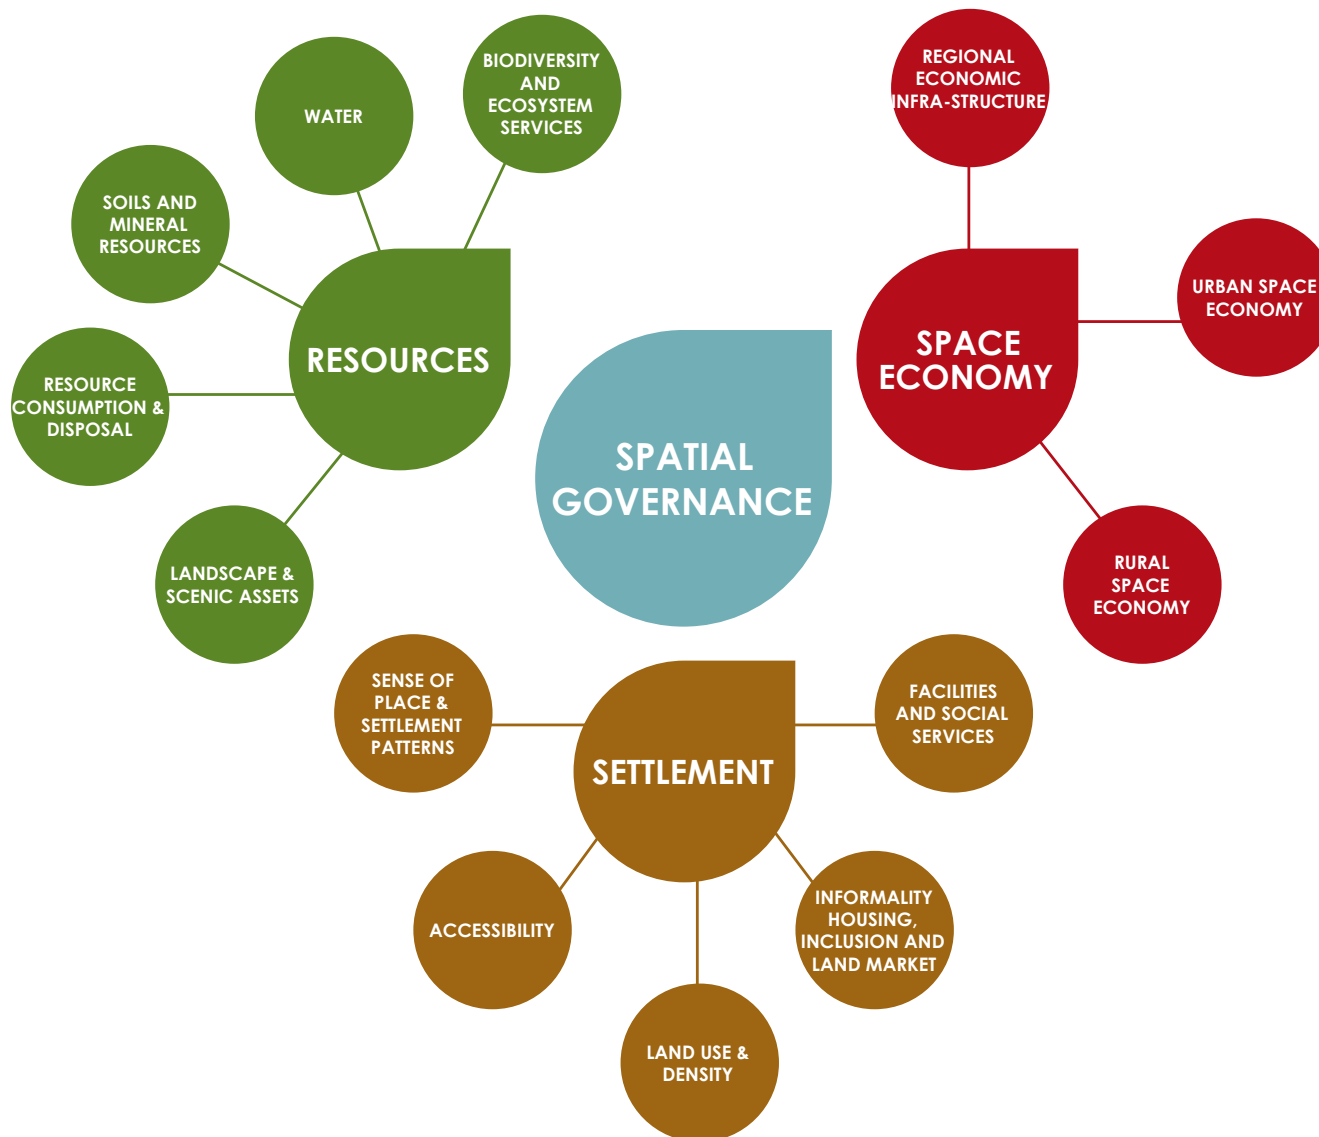 BIODIVERSITY
AND
ECOSYSTEM
SERVICES
WATER
SOILS AND
MINERAL
RESOURCES
RESOURCES
RESOURCE
CONSUMPTION &
DISPOSAL
LANDSCAPE &
SCENIC ASSETS
REGIONAL
ECONOMIC
INFRA-STRUCTURE
URBAN SPACE
ECONOMY
SPACE
ECONOMY
RURAL
SPACE
ECONOMY
SPATIAL
GOVERNANCE
SENSE OF
PLACE &
SETTLEMENT
PATTERNS
FACILITIES
AND SOCIAL
SERVICES
SETTLEMENT
ACCESSIBILITY
INFORMALITY
HOUSING,
INCLUSION AND
LAND MARKET
LAND USE &
DENSITY